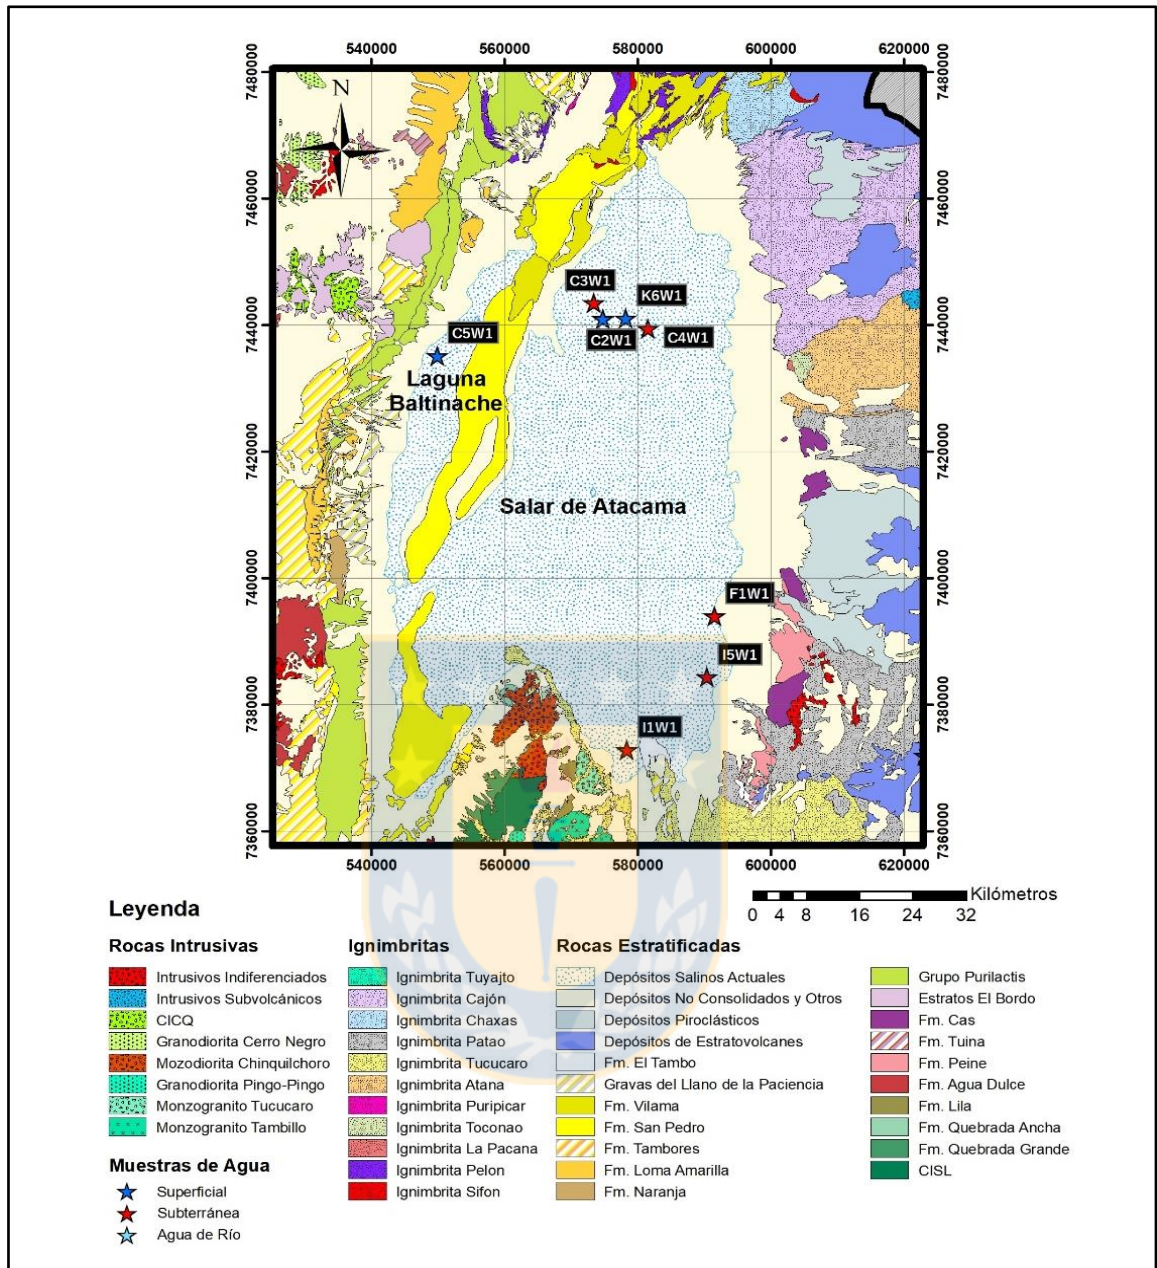 540000 560000 580000 600000 620000
7480000 7480000
N
7460000 7460000
C3W1 K6W1
7440000 7440000
C5W1 C2W1 C4W1
Laguna
Baltinache
7420000 7420000
Salar de Atacama
7400000 7400000
F1W1
I5W1
7380000 7380000
I1W1
7360000 7360000
540000 560000 580000 600000 620000
Kilómetros
0 4 8 16 24 32
Leyenda
Rocas Intrusivas
Intrusivos Indiferenciados
Intrusivos Subvolcánicos
CICQ
Granodiorita Cerro Negro
Mozodiorita Chinquilchoro
Granodiorita Pingo-Pingo
Monzogranito Tucucaro
Monzogranito Tambillo
Muestras de Agua
Superficial
Subterránea
Agua de Río
Ignimbritas
Ignimbrita Tuyajto
Ignimbrita Cajón
Ignimbrita Chaxas
Ignimbrita Patao
Ignimbrita Tucucaro
Ignimbrita Atana
Ignimbrita Puripicar
Ignimbrita Toconao
Ignimbrita La Pacana
Ignimbrita Pelon
Ignimbrita Sifon
Rocas Estratificadas
Depósitos Salinos Actuales
Depósitos No Consolidados y Otros
Depósitos Piroclásticos
Depósitos de Estratovolcanes
Fm. El Tambo
Gravas del Llano de la Paciencia
Fm. Vilama
Fm. San Pedro
Fm. Tambores
Fm. Loma Amarilla
Fm. Naranja
Grupo Purilactis
Estratos El Bordo
Fm. Cas
Fm. Tuina
Fm. Peine
Fm. Agua Dulce
Fm. Lila
Fm. Quebrada Ancha
Fm. Quebrada Grande
CISL